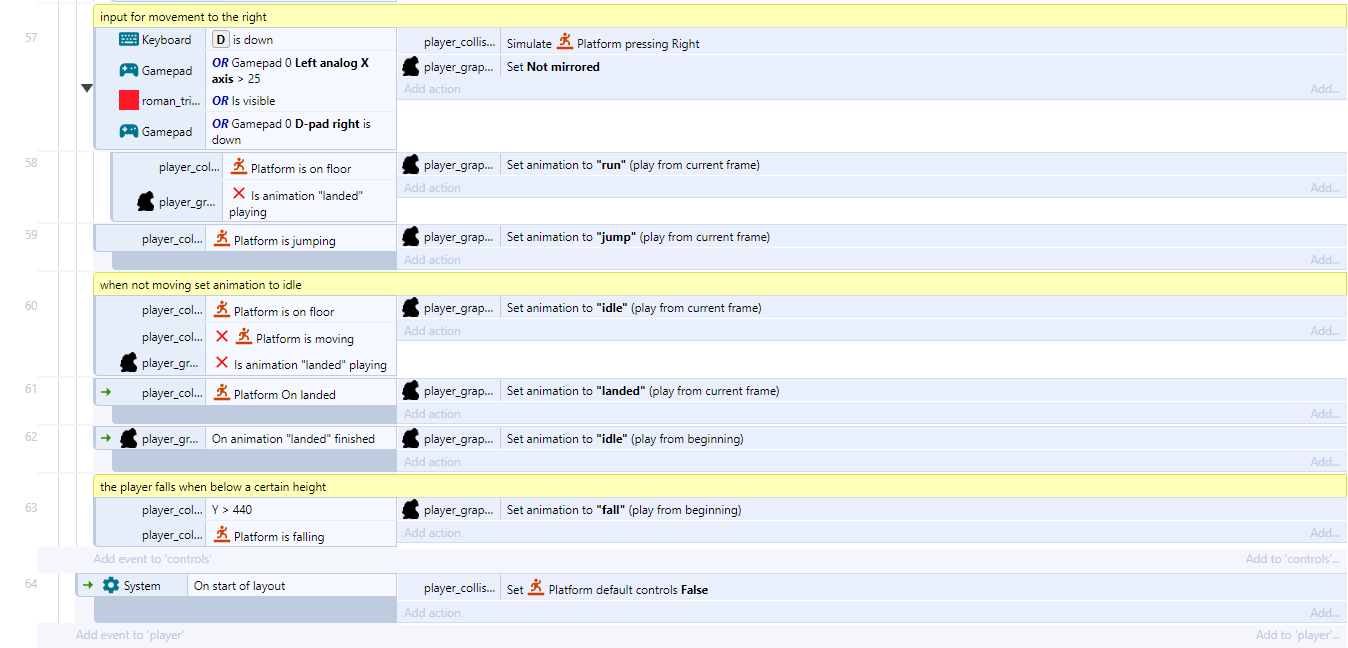 input for movement to the right
57
Keyboard D is down
player_collis... Simulate Platform pressing Right
Gamepad OR Gamepad 0 Left analog X
axis > 25
player_grap... Set Not mirrored
Add action Add...
roman_tri... OR Is visible
Gamepad OR Gamepad 0 D-pad right is
down
58
player_col... Platform is on floor
player_grap... Set animation to "run" (play from current frame)
Add action Add...
player_gr... Is animation "landed"
playing
59
player_col... Platform is jumping
player_grap... Set animation to "jump" (play from current frame)
Add action Add...
when not moving set animation to idle
60
player_col... Platform is on floor
player_grap... Set animation to "idle" (play from current frame)
Add action Add...
player_col... Platform is moving
player_gr... Is animation "landed" playing
61
player_col... Platform On landed
player_grap... Set animation to "landed" (play from current frame)
Add action Add...
62
player_gr... On animation "landed" finished
player_grap... Set animation to "idle" (play from beginning)
Add action Add...
the player falls when below a certain height
63
player_col... Y > 440
player_grap... Set animation to "fall" (play from beginning)
Add action Add...
player_col... Platform is falling
Add event to 'controls' Add to 'controls'...
64
System On start of layout
player_collis... Set Platform default controls False
Add action Add...
Add event to 'player' Add to 'player'...